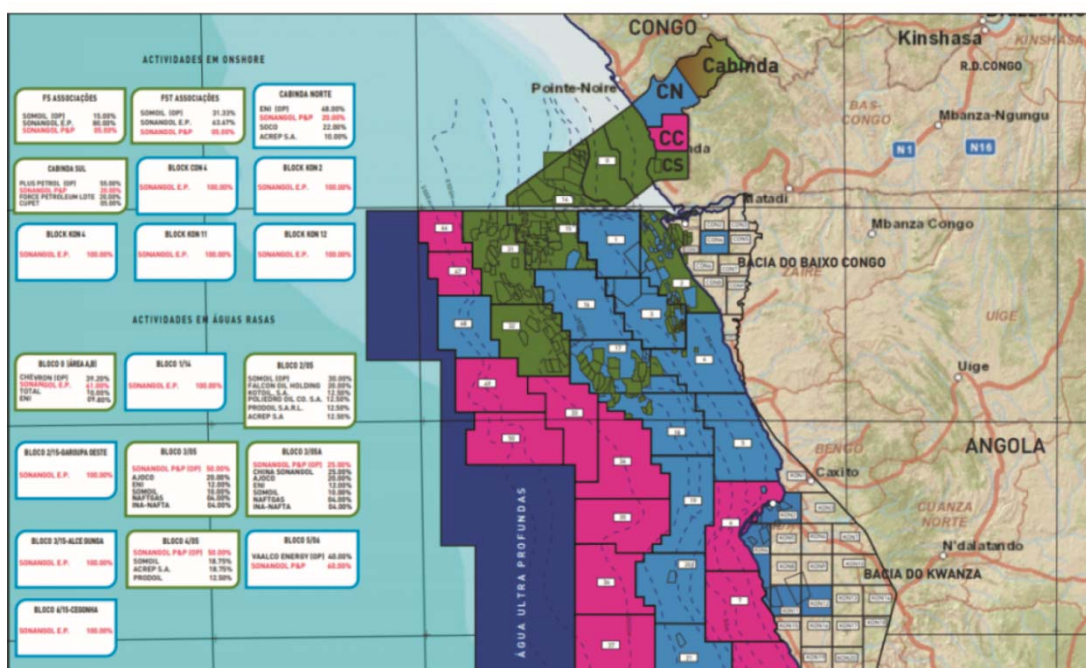 ACTIVIDADES EM ONSHORE
FS ASSOCIAÇÕES
SOMOIL (OP) 15.00%
SONANGOL E.P. 80.00%
SONANGOL P&P 05.00%
FST ASSOCIAÇÕES
SOMOIL (OP) 31.33%
SONANGOL E.P. 63.67%
SONANGOL P&P 05.00%
CABINDA NORTE
ENI (OP) 48.00%
SONANGOL P&P 20.00%
SOCO 22.00%
ACREP S.A. 10.00%
CABINDA SUL
PLUS PETROL (OP) 55.00%
SONANGOL P&P 20.00%
FORCE PETROLEUM LOTE 20.00%
CUPET 05.00%
BLOCK CON 4
SONANGOL E.P. 100.00%
BLOCK KON 2
SONANGOL E.P. 100.00%
BLOCK KON 4
SONANGOL E.P. 100.00%
BLOCK KON 11
SONANGOL E.P. 100.00%
BLOCK KON 12
SONANGOL E.P. 100.00%
ACTIVIDADES EM ÁGUAS RASAS
BLOCO 0 (ÁREA A,B)
CHEVRON (OP) 39.20%
SONANGOL E.P. 41.00%
TOTAL 10.00%
ENI 09.80%
BLOCO 1/14
SONANGOL E.P. 100.00%
BLOCO 2/05
SOMOIL (OP) 30.00%
FALCON OIL HOLDING 20.00%
KOTOIL, S.A. 12.50%
POLIEDRO OIL CO. S.A. 12.50%
PRODOIL S.A.R.L. 12.50%
ACREP S.A 12.50%
BLOCO 2/15-GAROUPA OESTE
SONANGOL E.P. 100.00%
BLOCO 3/05
SONANGOL P&P (OP) 50.00%
AJOCO 20.00%
ENI 12.00%
SOMOIL 10.00%
NAFTGAS 04.00%
INA-NAFTA 04.00%
BLOCO 3/05A
SONANGOL P&P (OP) 25.00%
CHINA SONANGOL 25.00%
AJOCO 20.00%
ENI 12.00%
SOMOIL 10.00%
NAFTGAS 04.00%
INA-NAFTA 04.00%
BLOCO 3/15-ALCE DUNGA
SONANGOL E.P. 100.00%
BLOCO 4/05
SONANGOL P&P (OP) 50.00%
SOMOIL 18.75%
ACREP S.A. 18.75%
PRODOIL 12.50%
BLOCO 5/06
VAALCO ENERGY (OP) 40.00%
SONANGOL P&P 60.00%
BLOCO 6/15-CEGONHA
SONANGOL E.P. 100.00%
CONGO
Kinshasa
KINSHASA
R.D.CONGO
Cabinda
Pointe-Noire
CN
BAS-CONGO
Mbanza-Ngungu
CC
N1
N16
CS
Matadi
Mbanza Congo
BACIA DO BAIXO CONGO
ZAIRE
UÍGE
Uige
BENGO
ANGOLA
Caxito
CUANZA NORTE
N'dalatando
BACIA DO KWANZA
ÁGUA ULTRA PROFUNDAS